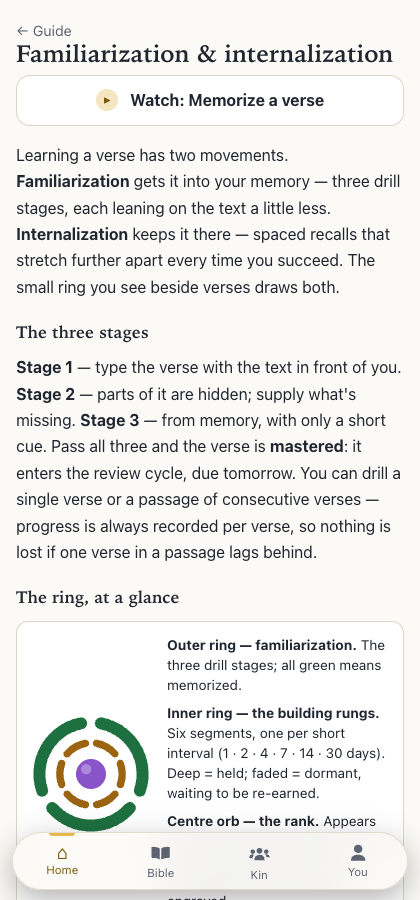 ← Guide
Familiarization & internalization
Watch: Memorize a verse
Learning a verse has two movements.
Familiarization gets it into your memory — three drill
stages, each leaning on the text a little less.
Internalization keeps it there — spaced recalls that
stretch further apart every time you succeed. The
small ring you see beside verses draws both.
The three stages
Stage 1 — type the verse with the text in front of you.
Stage 2 — parts of it are hidden; supply what's
missing. Stage 3 — from memory, with only a short
cue. Pass all three and the verse is mastered: it
enters the review cycle, due tomorrow. You can drill a
single verse or a passage of consecutive verses —
progress is always recorded per verse, so nothing is
lost if one verse in a passage lags behind.
The ring, at a glance
Outer ring — familiarization. The
three drill stages; all green means
memorized.
Inner ring — the building rungs.
Six segments, one per short
interval (1 · 2 · 4 · 7 · 14 · 30 days).
Deep = held; faded = dormant,
waiting to be re-earned.
Centre orb — the rank. Appears
Home
Bible
Kin
You